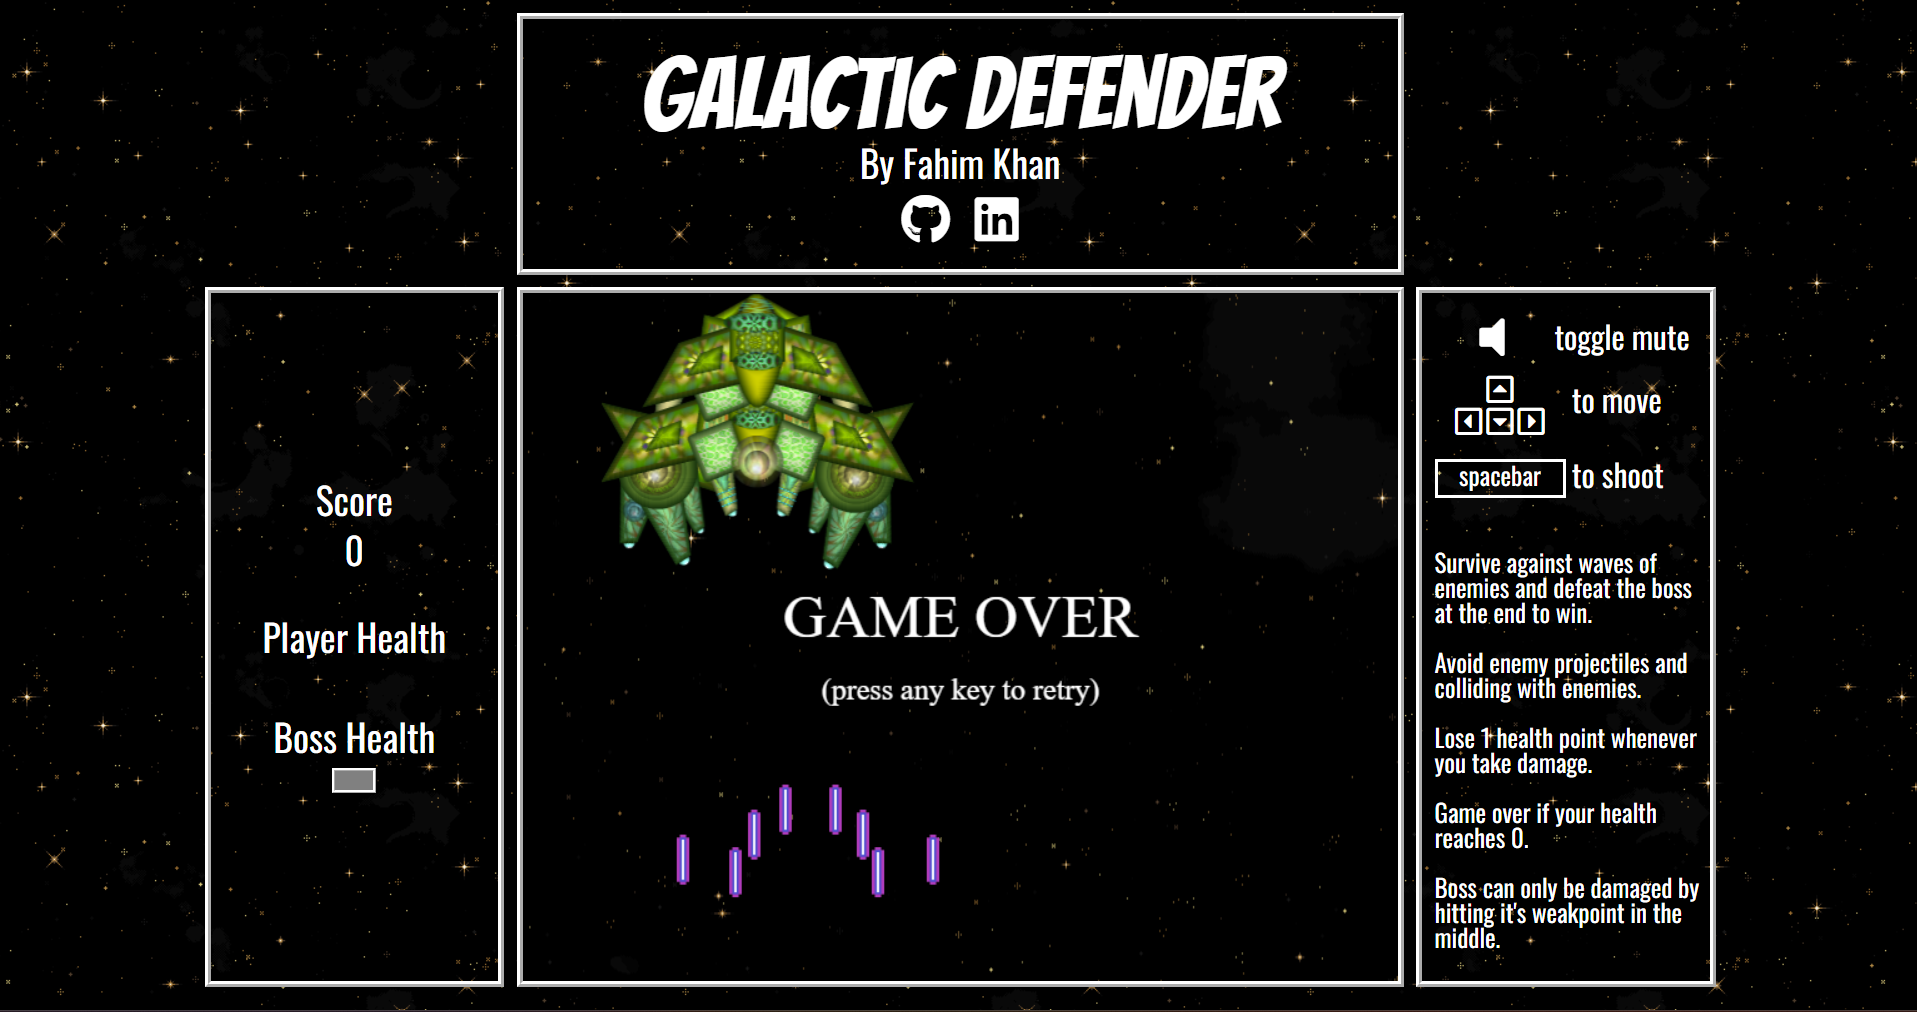 GALACTIC DEFENDER
By Fahim Khan
in
Score
0
Player Health
Boss Health
GAME OVER
(press any key to retry)
toggle mute
to move
spacebar to shoot
Survive against waves of
enemies and defeat the boss
at the end to win.
Avoid enemy projectiles and
colliding with enemies.
Lose 1 health point whenever
you take damage.
Game over if your health
reaches 0.
Boss can only be damaged by
hitting it's weakpoint in the
middle.